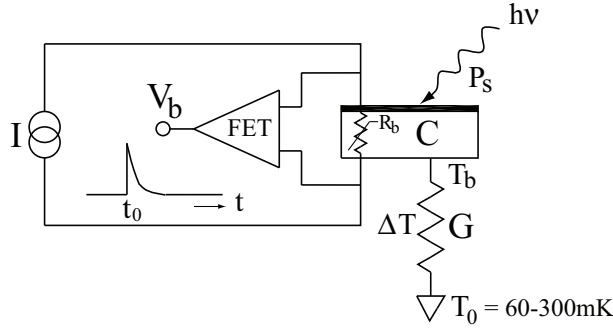 hν
P_s
V_b
I
FET
R_b
C
t_0
t
T_b
ΔT
G
T_0 = 60-300mK